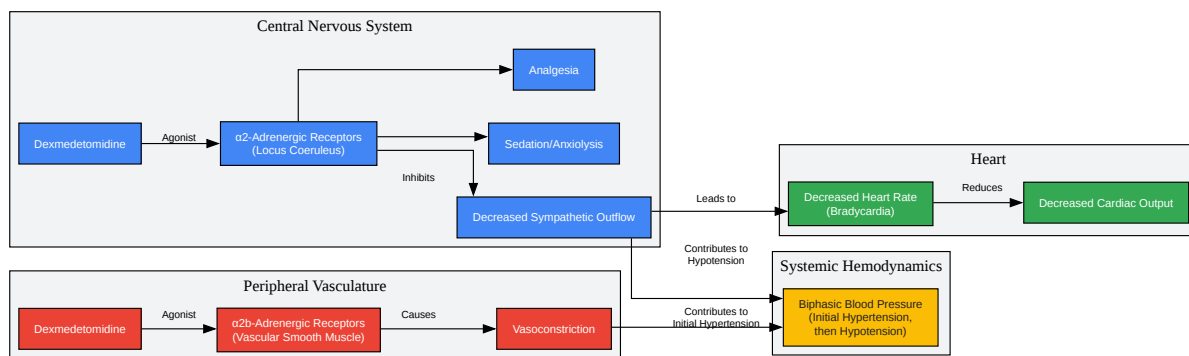 Central Nervous System
Analgesia
Dexmedetomidine
Agonist
α2-Adrenergic Receptors
(Locus Coeruleus)
Sedation/Anxiolysis
Inhibits
Decreased Sympathetic Outflow
Leads to
Heart
Decreased Heart Rate
(Bradycardia)
Reduces
Decreased Cardiac Output
Contributes to
Hypotension
Peripheral Vasculature
Dexmedetomidine
Agonist
α2b-Adrenergic Receptors
(Vascular Smooth Muscle)
Causes
Vasoconstriction
Contributes to
Initial Hypertension
Systemic Hemodynamics
Biphasic Blood Pressure
(Initial Hypertension,
then Hypotension)